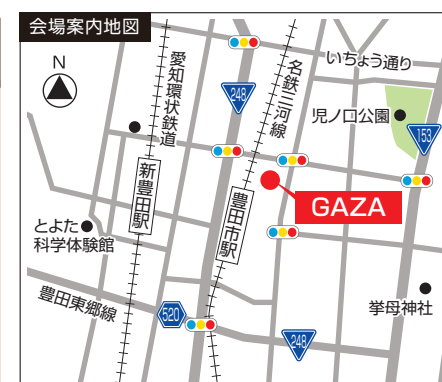 会場案内地図
N
愛知環状鉄道
248
名鉄三河線
いちょう通り
児ノ口公園
153
新豊田駅
豊田市駅
GAZA
とよた
科学体験館
豊田東郷線
520
248
挙母神社